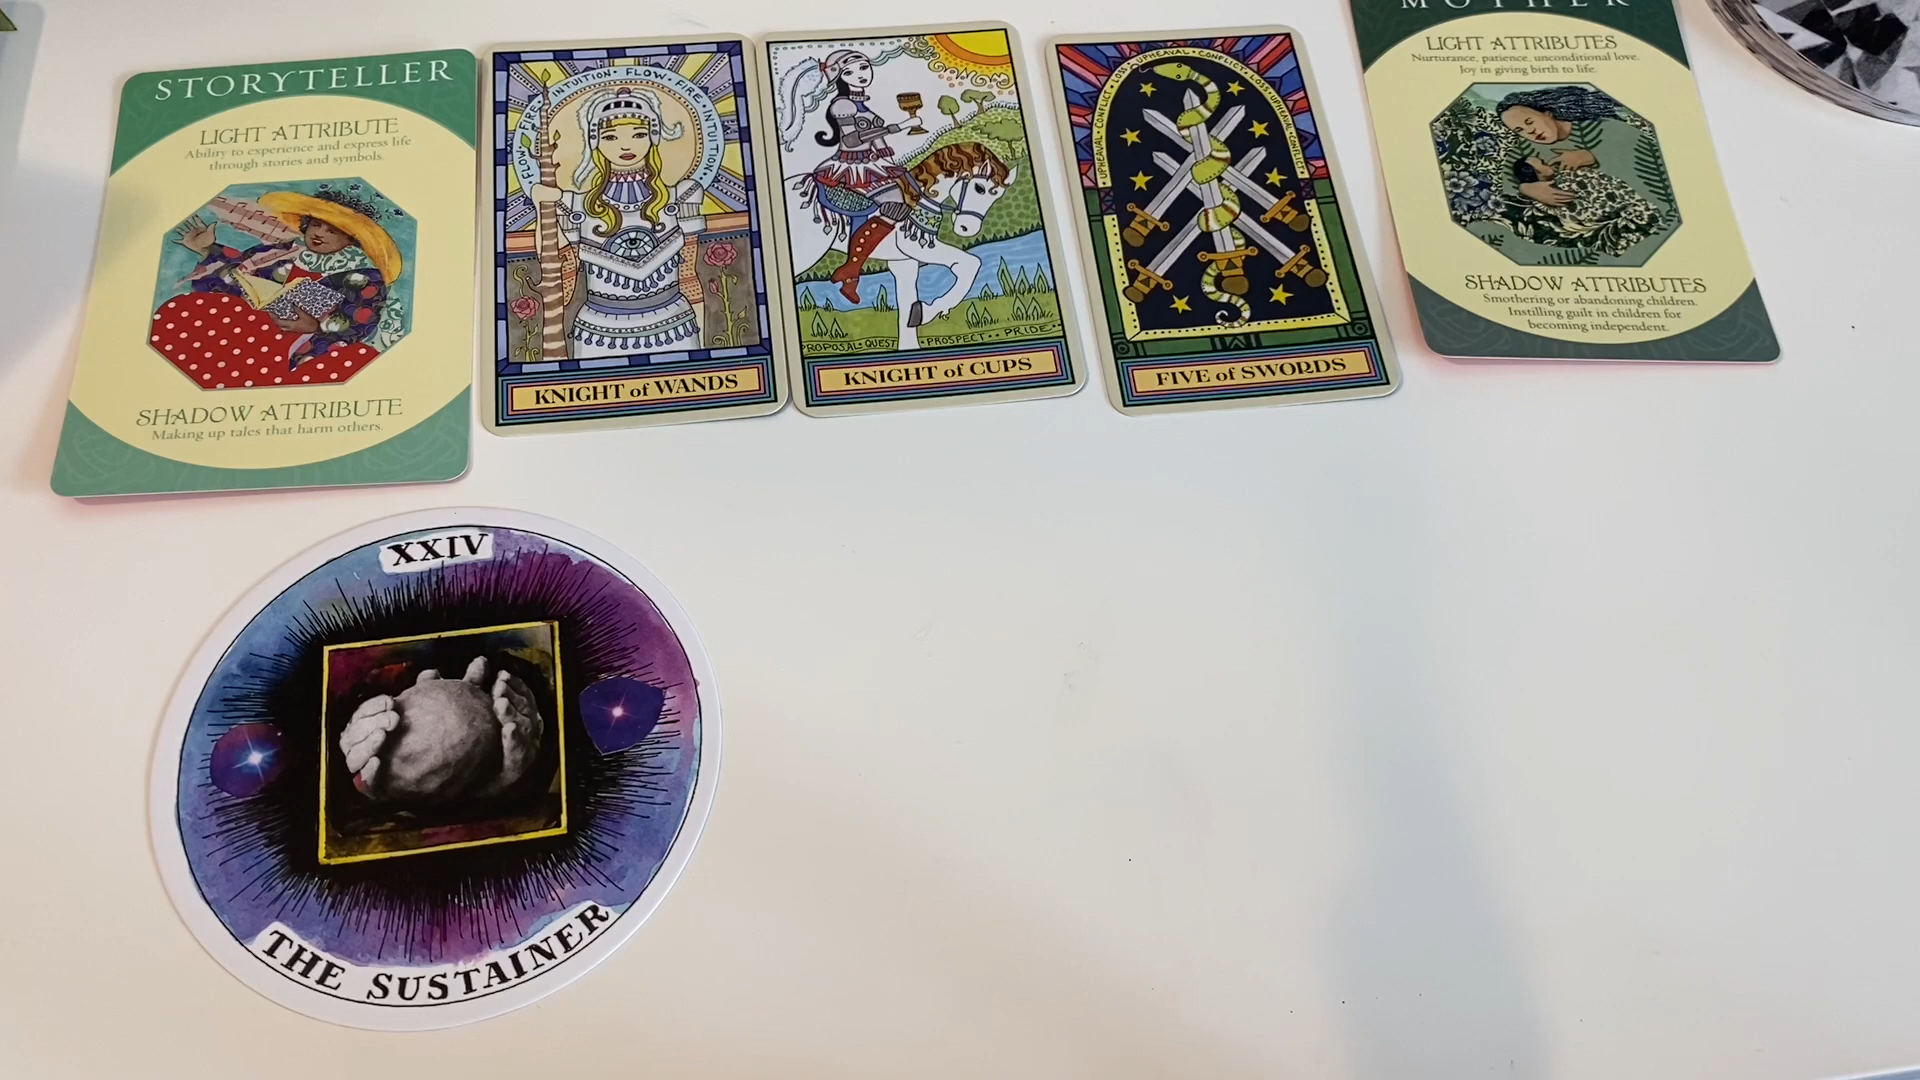 STORYTELLER
LIGHT ATTRIBUTE
Ability to experience and express life
through stories and symbols.
SHADOW ATTRIBUTE
Making up tales that harm others.
FLOW • FIRE • INTUITION • FLOW • FIRE • INTUITION •
KNIGHT of WANDS
PROPOSAL • QUEST • PROSPECT • • PRIDE •
KNIGHT of CUPS
UPHEAVAL • CONFLICT • LOSS • UPHEAVAL • CONFLICT • LOSS • UPHEAVAL • CONFLICT
FIVE of SWORDS
MOTHER
LIGHT ATTRIBUTES
Nurturance, patience, unconditional love.
Joy in giving birth to life.
SHADOW ATTRIBUTES
Smothering or abandoning children.
Instilling guilt in children for
becoming independent.
XXIV
THE SUSTAINER